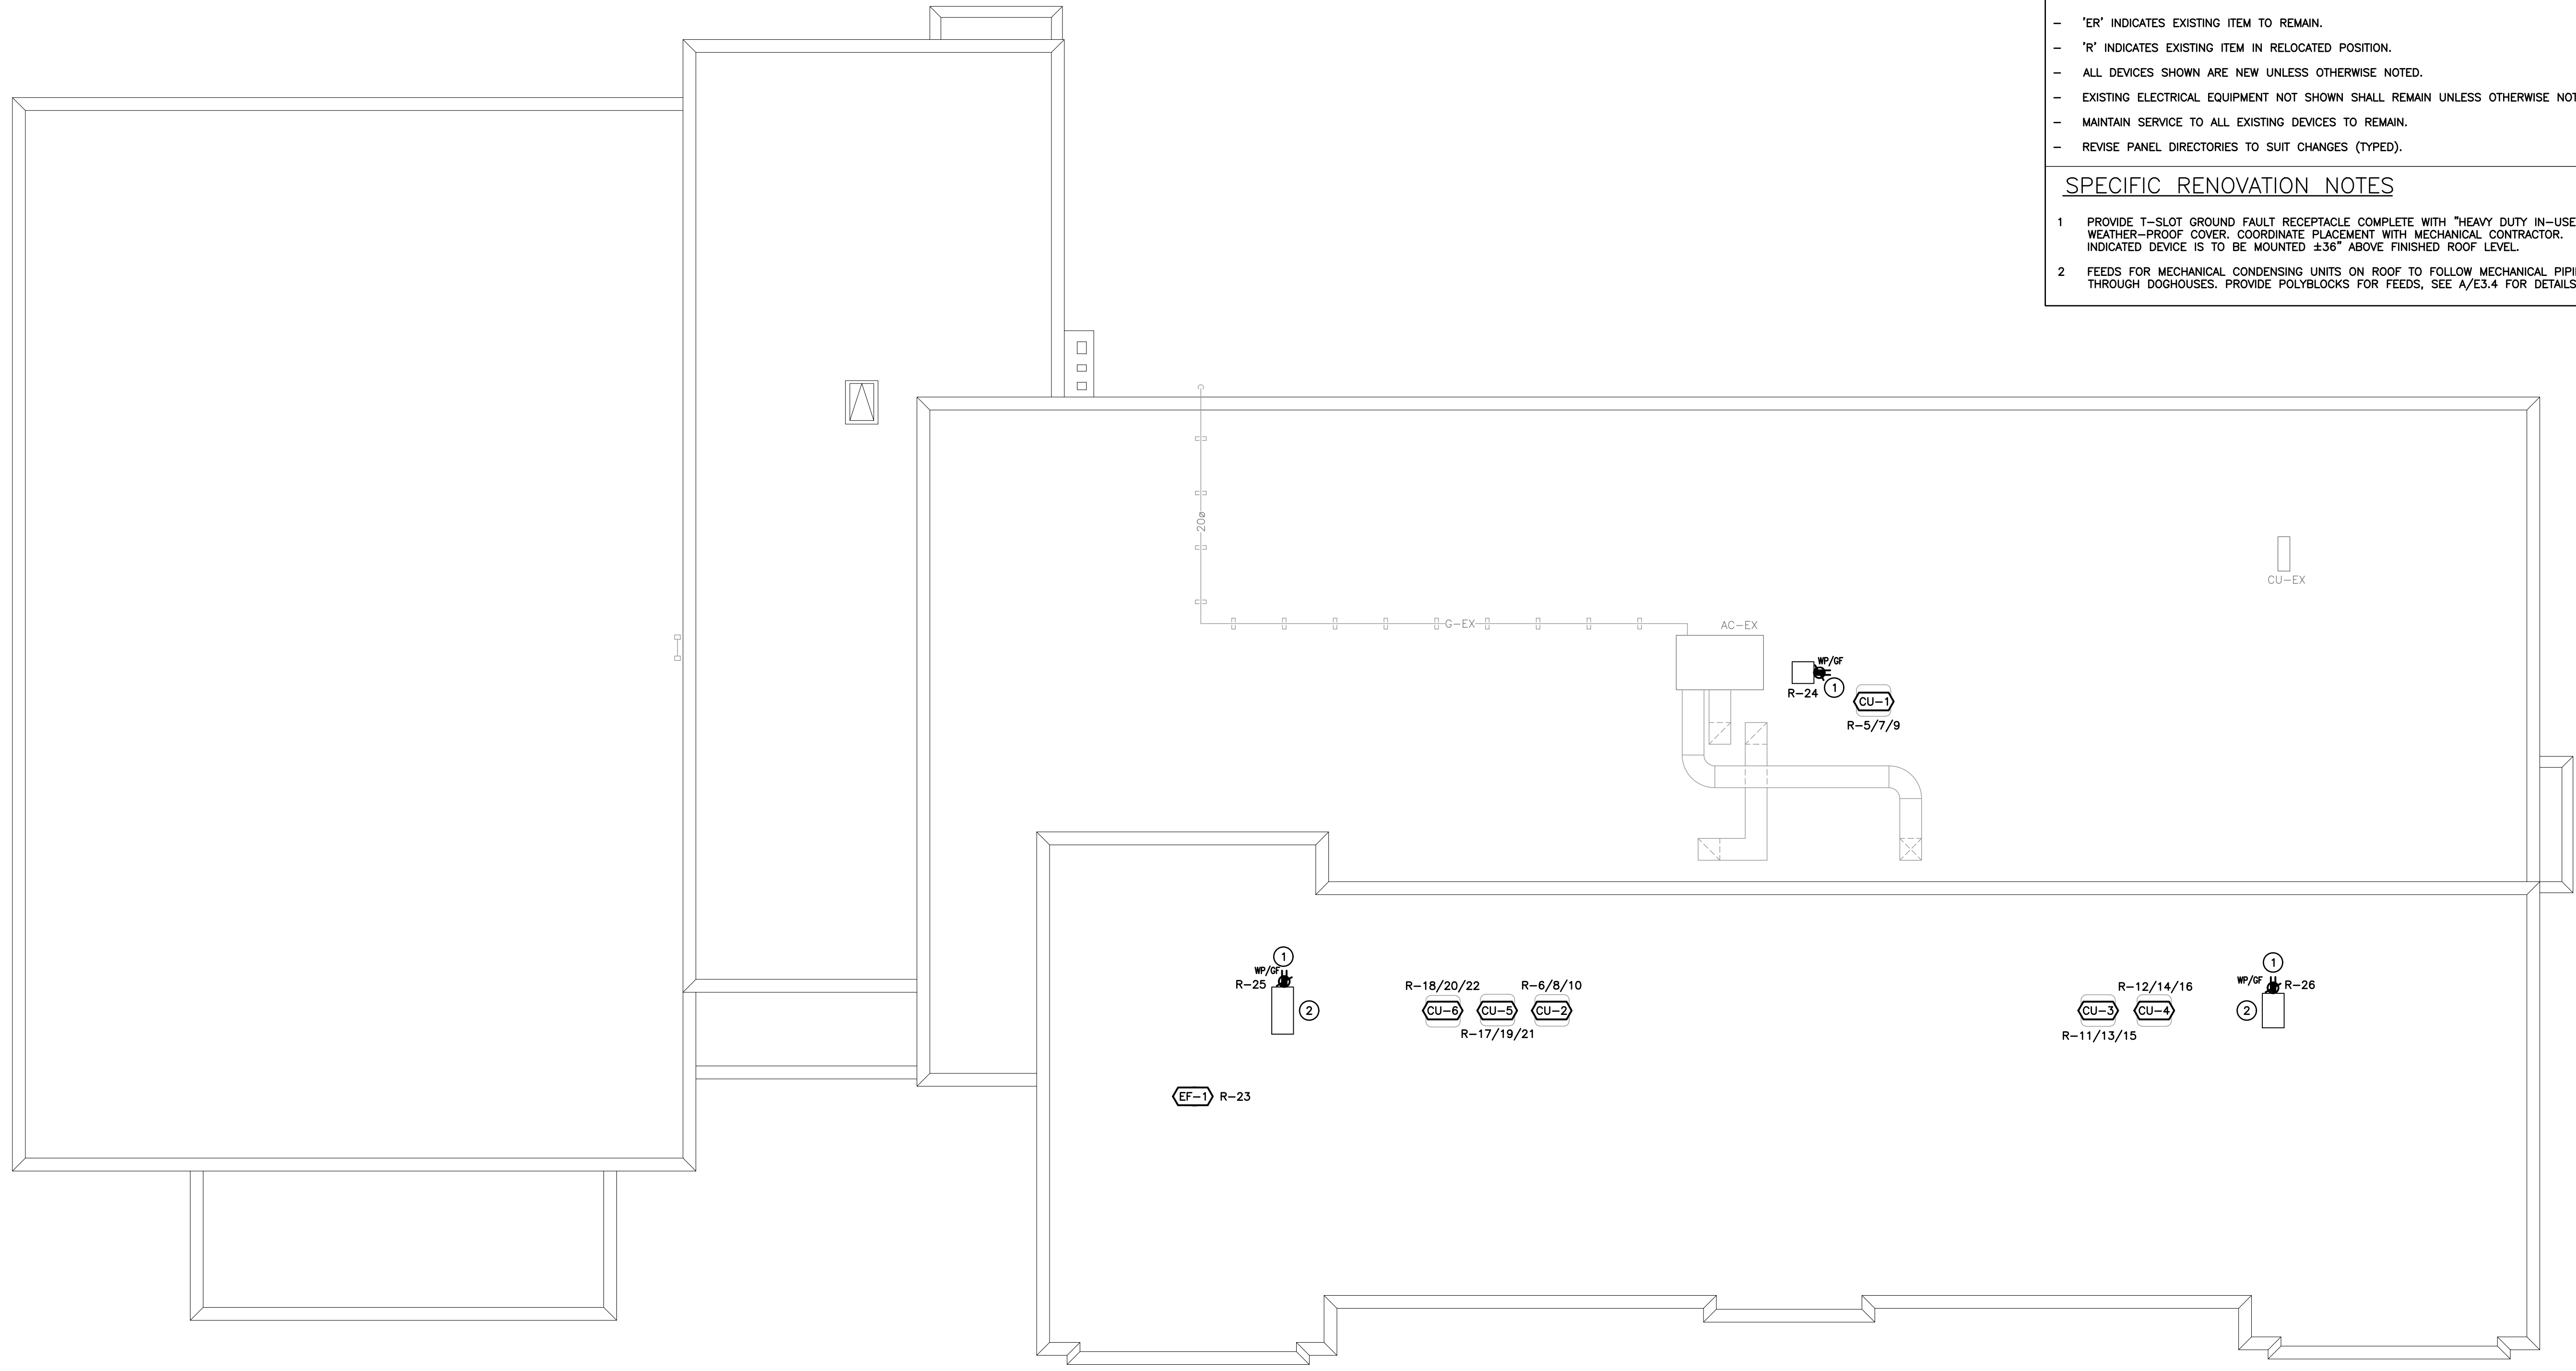 - 'ER' INDICATES EXISTING ITEM TO REMAIN.
- 'R' INDICATES EXISTING ITEM IN RELOCATED POSITION.
- ALL DEVICES SHOWN ARE NEW UNLESS OTHERWISE NOTED.
- EXISTING ELECTRICAL EQUIPMENT NOT SHOWN SHALL REMAIN UNLESS OTHERWISE NOT
- MAINTAIN SERVICE TO ALL EXISTING DEVICES TO REMAIN.
- REVISE PANEL DIRECTORIES TO SUIT CHANGES (TYPED).
SPECIFIC RENOVATION NOTES
1 PROVIDE T-SLOT GROUND FAULT RECEPTACLE COMPLETE WITH "HEAVY DUTY IN-USE
WEATHER-PROOF COVER. COORDINATE PLACEMENT WITH MECHANICAL CONTRACTOR.
INDICATED DEVICE IS TO BE MOUNTED ±36" ABOVE FINISHED ROOF LEVEL.
2 FEEDS FOR MECHANICAL CONDENSING UNITS ON ROOF TO FOLLOW MECHANICAL PIPI
THROUGH DOGHOUSES. PROVIDE POLYBLOCKS FOR FEEDS, SEE A/E3.4 FOR DETAILS
20ø
CU-EX
G-EX
AC-EX
WP/GF
R-24
1
CU-1
R-5/7/9
1
WP/GF
R-25
2
R-18/20/22
R-6/8/10
CU-6
CU-5
CU-2
R-17/19/21
R-12/14/16
CU-3
CU-4
R-11/13/15
1
WP/GF
R-26
2
EF-1
R-23